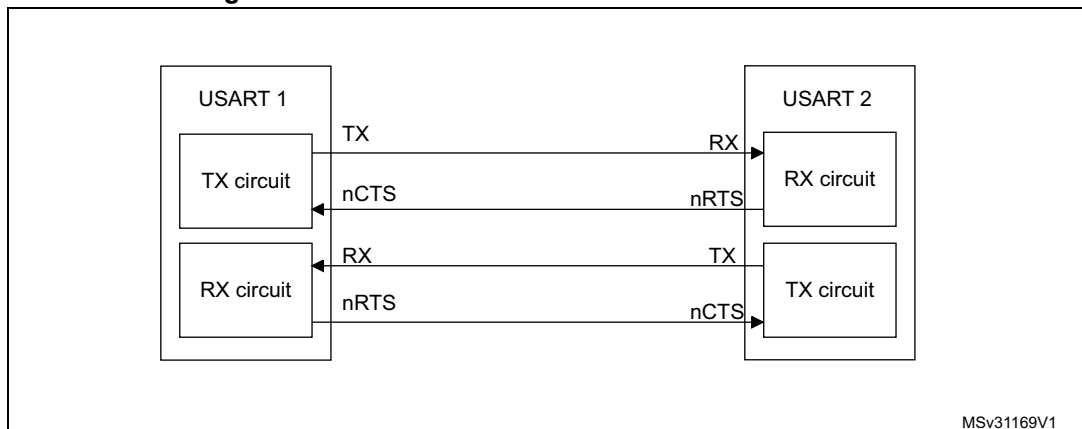 USART 1
USART 2
TX circuit
TX
RX
RX circuit
nCTS
nRTS
RX circuit
RX
TX
TX circuit
nRTS
nCTS
MSv31169V1